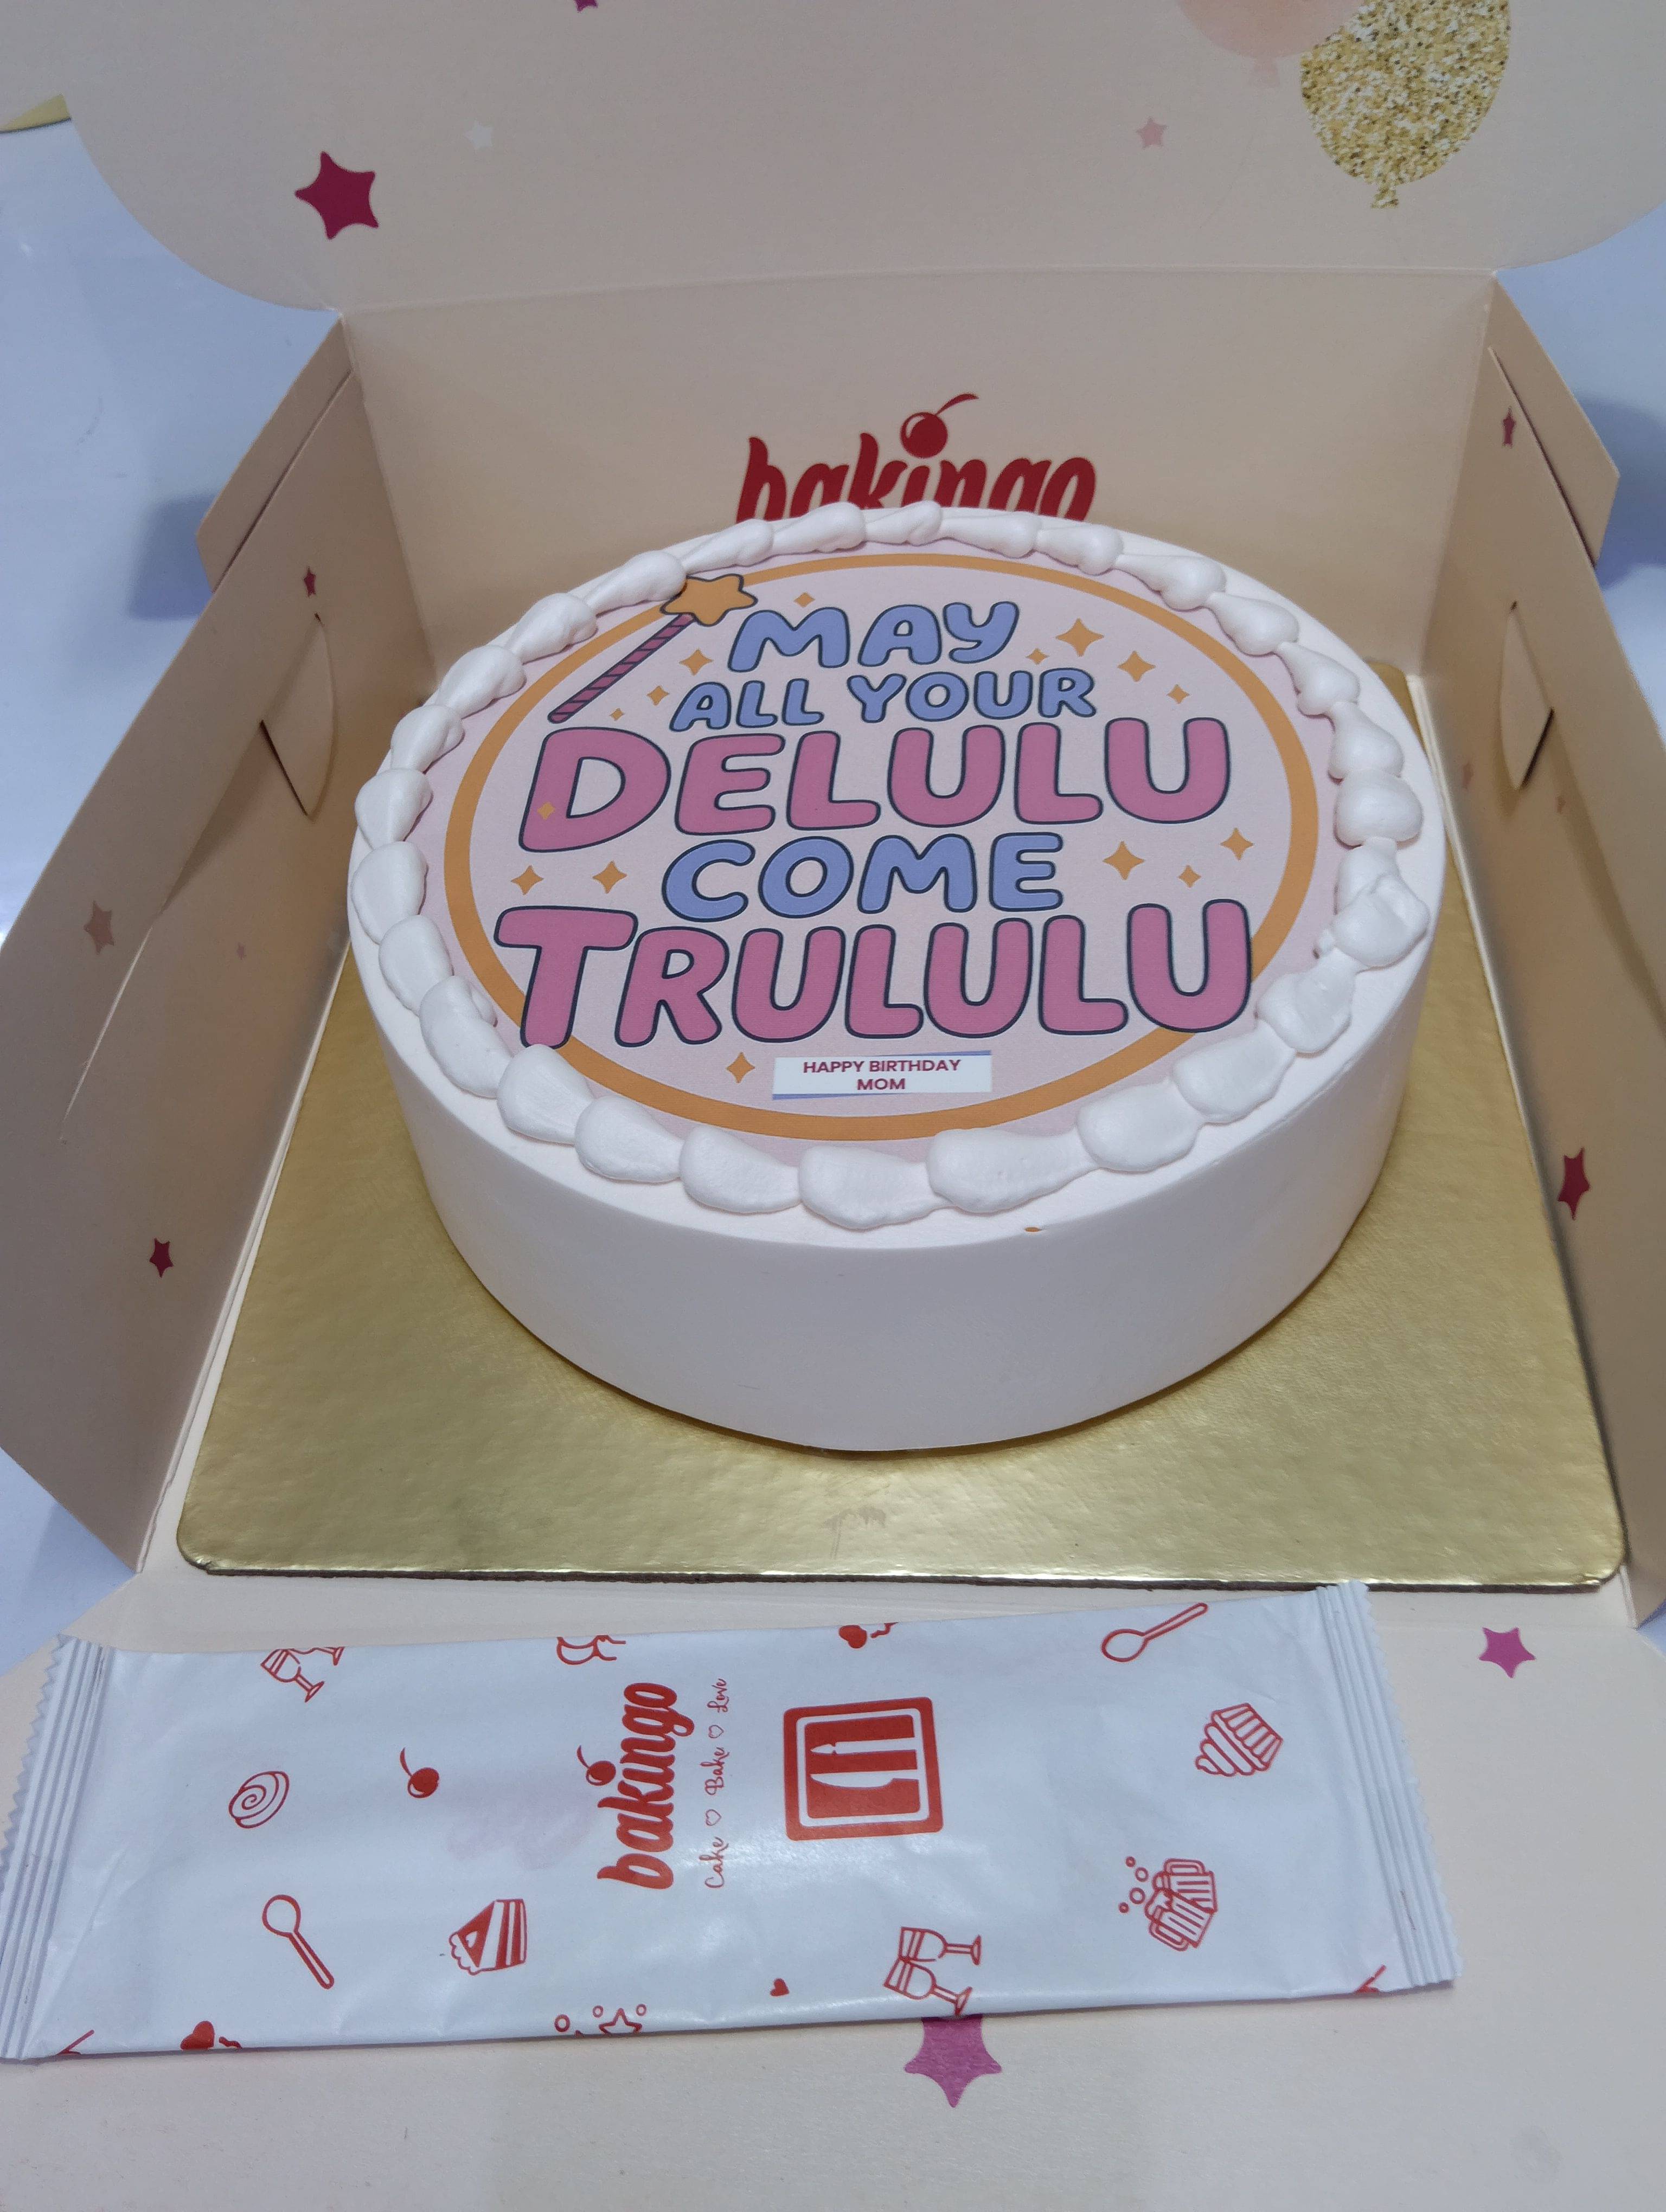 bakingo
MAY
ALL YOUR
DELULU
COME
TRULULU
HAPPY BIRTHDAY
MOM
bakingo
Cake ♡ Bake ♡ Love